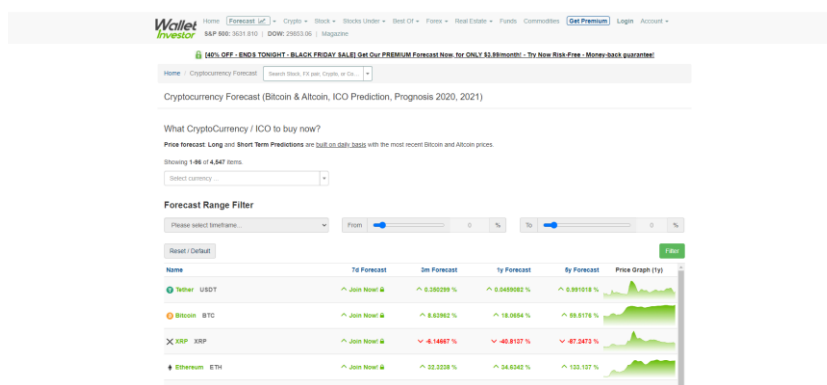 Wallet Investor
Home Forecast Crypto Stock Stocks Under Best Of Forex Real Estate Funds Commodities Get Premium Login Account
S&P 500: 3631.810 | DOW: 29853.06 | Magazine
[40% OFF - ENDS TONIGHT - BLACK FRIDAY SALE] Get Our PREMIUM Forecast Now, for ONLY $3.99/month! - Try Now Risk-Free - Money-back guarantee!
Home / Cryptocurrency Forecast Search Stock, FX pair, Crypto, or Co...
Cryptocurrency Forecast (Bitcoin & Altcoin, ICO Prediction, Prognosis 2020, 2021)
What CryptoCurrency / ICO to buy now?
Price forecast: Long and Short Term Predictions are built on daily basis with the most recent Bitcoin and Altcoin prices.
Showing 1-96 of 4,547 items.
Select currency ...
Forecast Range Filter
Please select timeframe... From 0 % To 0 %
Reset / Default Filter
Name 7d Forecast 3m Forecast 1y Forecast 5y Forecast Price Graph (1y)
Tether USDT Join Now! 0.350299 % 0.0459082 % 0.991018 %
Bitcoin BTC Join Now! 8.63962 % 18.0654 % 69.5176 %
XRP XRP Join Now! -6.14667 % -40.8137 % -67.2473 %
Ethereum ETH Join Now! 32.3238 % 34.6342 % 133.137 %